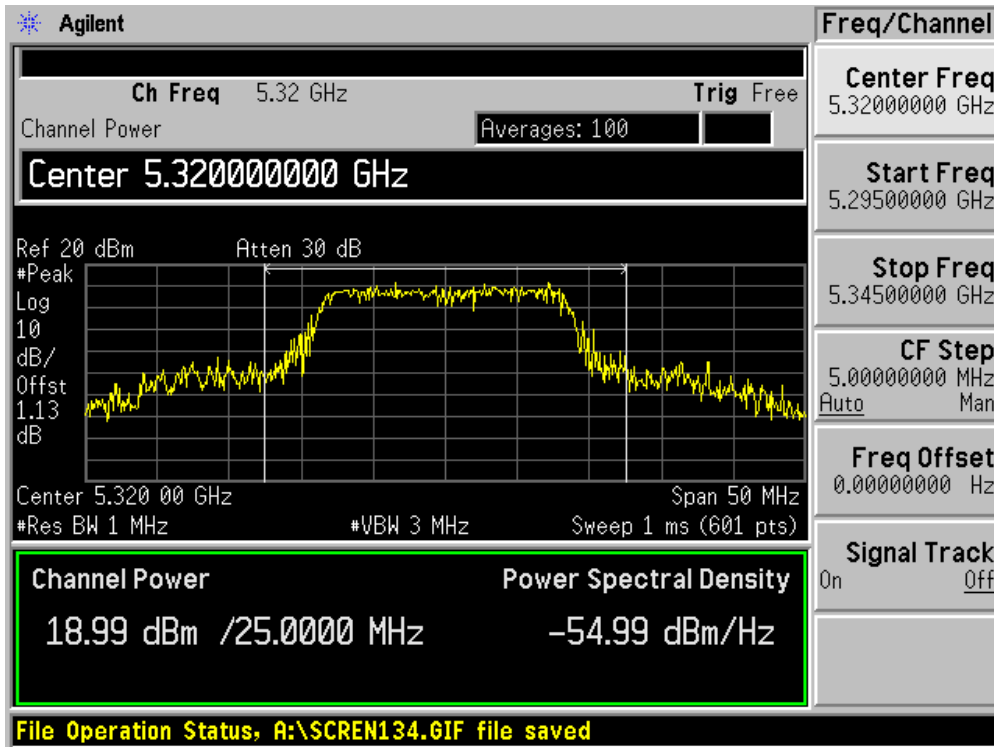 Agilent
Ch Freq 5.32 GHz Trig Free
Channel Power Averages: 100
Center 5.320000000 GHz
Ref 20 dBm Atten 30 dB
#Peak
Log
10
dB/
Offst
1.13
dB
Center 5.320 00 GHz Span 50 MHz
#Res BW 1 MHz #VBW 3 MHz Sweep 1 ms (601 pts)
Channel Power Power Spectral Density
18.99 dBm /25.0000 MHz -54.99 dBm/Hz
File Operation Status, A:\SCREN134.GIF file saved
Freq/Channel
Center Freq
5.32000000 GHz
Start Freq
5.29500000 GHz
Stop Freq
5.34500000 GHz
CF Step
5.00000000 MHz
Auto Man
Freq Offset
0.00000000 Hz
Signal Track
On Off